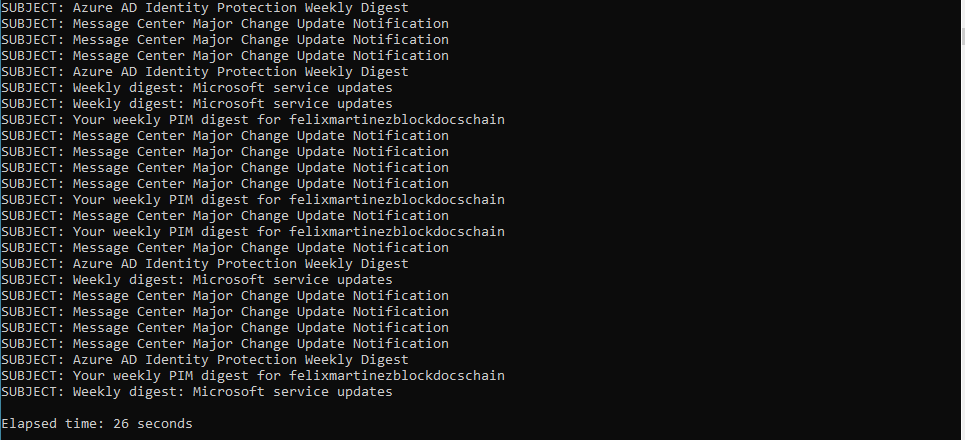 SUBJECT: Azure AD Identity Protection Weekly Digest
SUBJECT: Message Center Major Change Update Notification
SUBJECT: Message Center Major Change Update Notification
SUBJECT: Message Center Major Change Update Notification
SUBJECT: Azure AD Identity Protection Weekly Digest
SUBJECT: Weekly digest: Microsoft service updates
SUBJECT: Weekly digest: Microsoft service updates
SUBJECT: Your weekly PIM digest for felixmartinezblockdocschain
SUBJECT: Message Center Major Change Update Notification
SUBJECT: Message Center Major Change Update Notification
SUBJECT: Message Center Major Change Update Notification
SUBJECT: Message Center Major Change Update Notification
SUBJECT: Your weekly PIM digest for felixmartinezblockdocschain
SUBJECT: Message Center Major Change Update Notification
SUBJECT: Your weekly PIM digest for felixmartinezblockdocschain
SUBJECT: Message Center Major Change Update Notification
SUBJECT: Azure AD Identity Protection Weekly Digest
SUBJECT: Weekly digest: Microsoft service updates
SUBJECT: Message Center Major Change Update Notification
SUBJECT: Message Center Major Change Update Notification
SUBJECT: Message Center Major Change Update Notification
SUBJECT: Message Center Major Change Update Notification
SUBJECT: Azure AD Identity Protection Weekly Digest
SUBJECT: Your weekly PIM digest for felixmartinezblockdocschain
SUBJECT: Weekly digest: Microsoft service updates
Elapsed time: 26 seconds